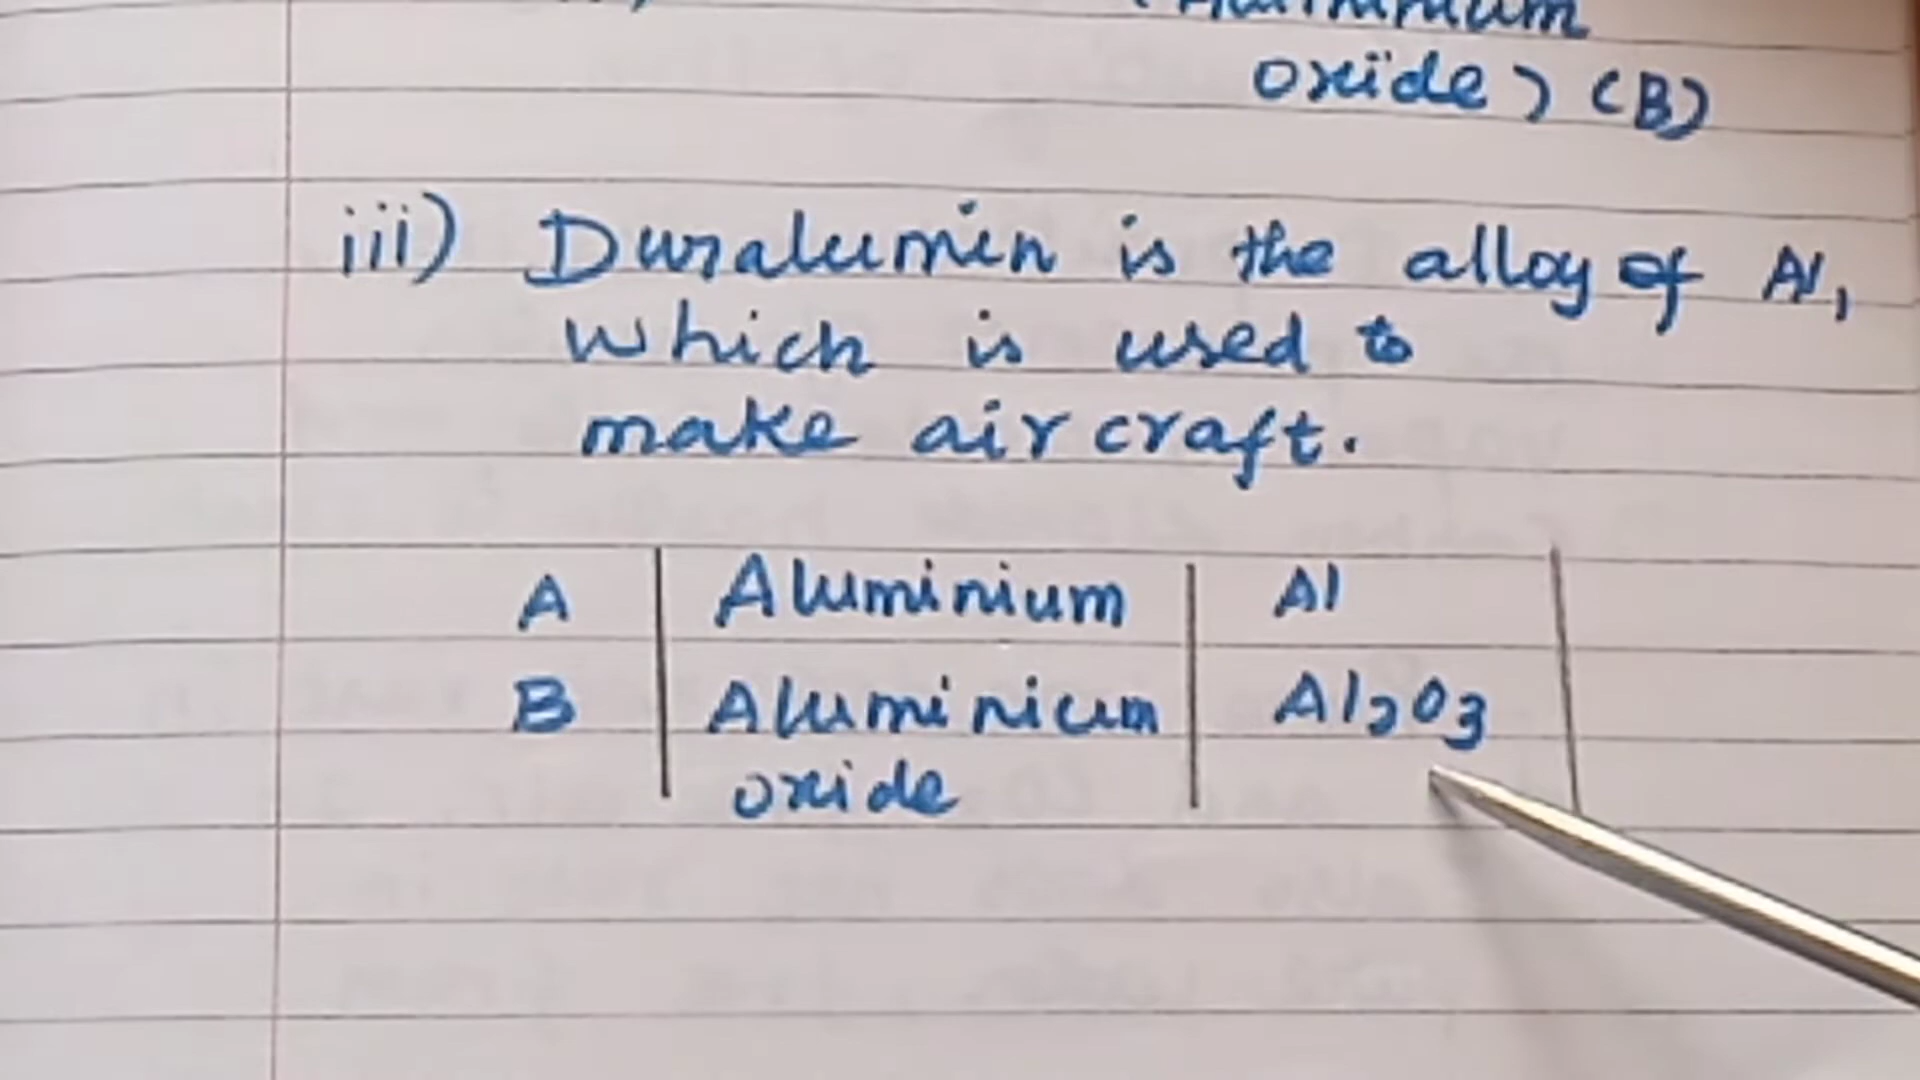 (Aluminium
oxide) (B)
iii) Duralumin is the alloy of Al,
which is used to
make aircraft.
A | Aluminium | Al
B | Aluminium | Al2O3
oxide